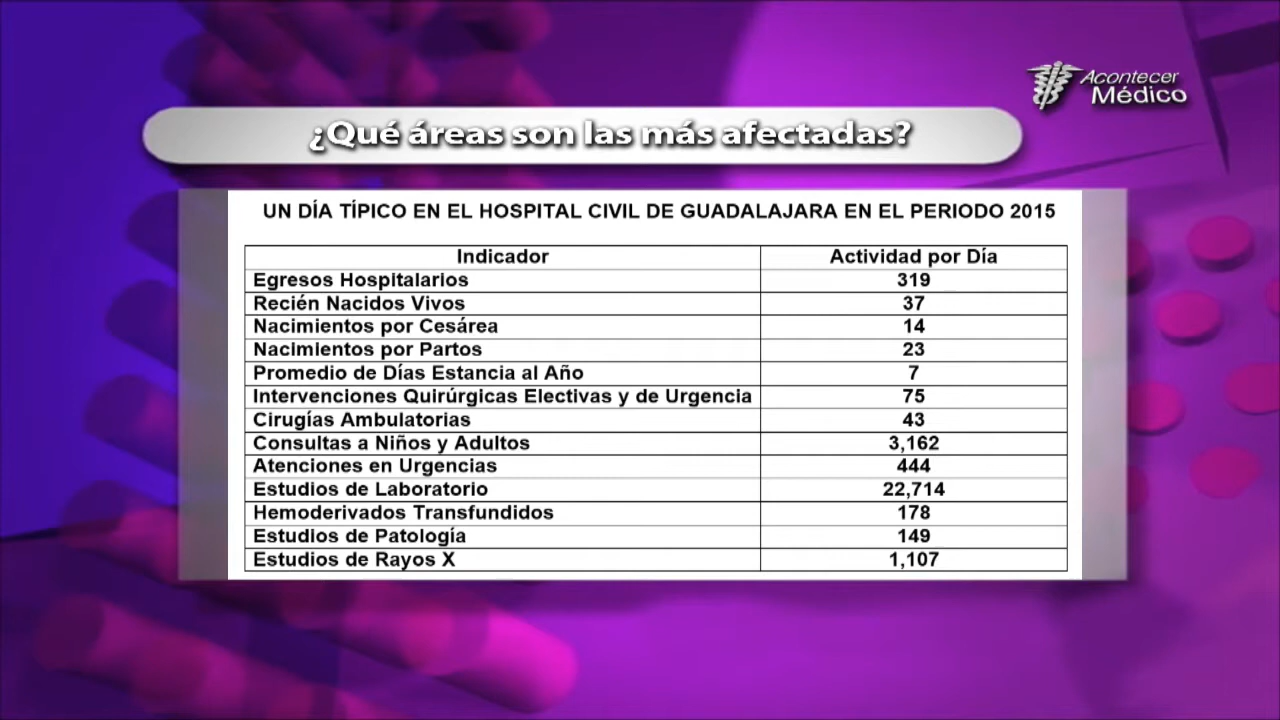 Acontecer
Médico
¿Qué áreas son las más afectadas?
UN DÍA TÍPICO EN EL HOSPITAL CIVIL DE GUADALAJARA EN EL PERIODO 2015
Indicador Actividad por Día
Egresos Hospitalarios 319
Recién Nacidos Vivos 37
Nacimientos por Cesárea 14
Nacimientos por Partos 23
Promedio de Días Estancia al Año 7
Intervenciones Quirúrgicas Electivas y de Urgencia 75
Cirugías Ambulatorias 43
Consultas a Niños y Adultos 3,162
Atenciones en Urgencias 444
Estudios de Laboratorio 22,714
Hemoderivados Transfundidos 178
Estudios de Patología 149
Estudios de Rayos X 1,107